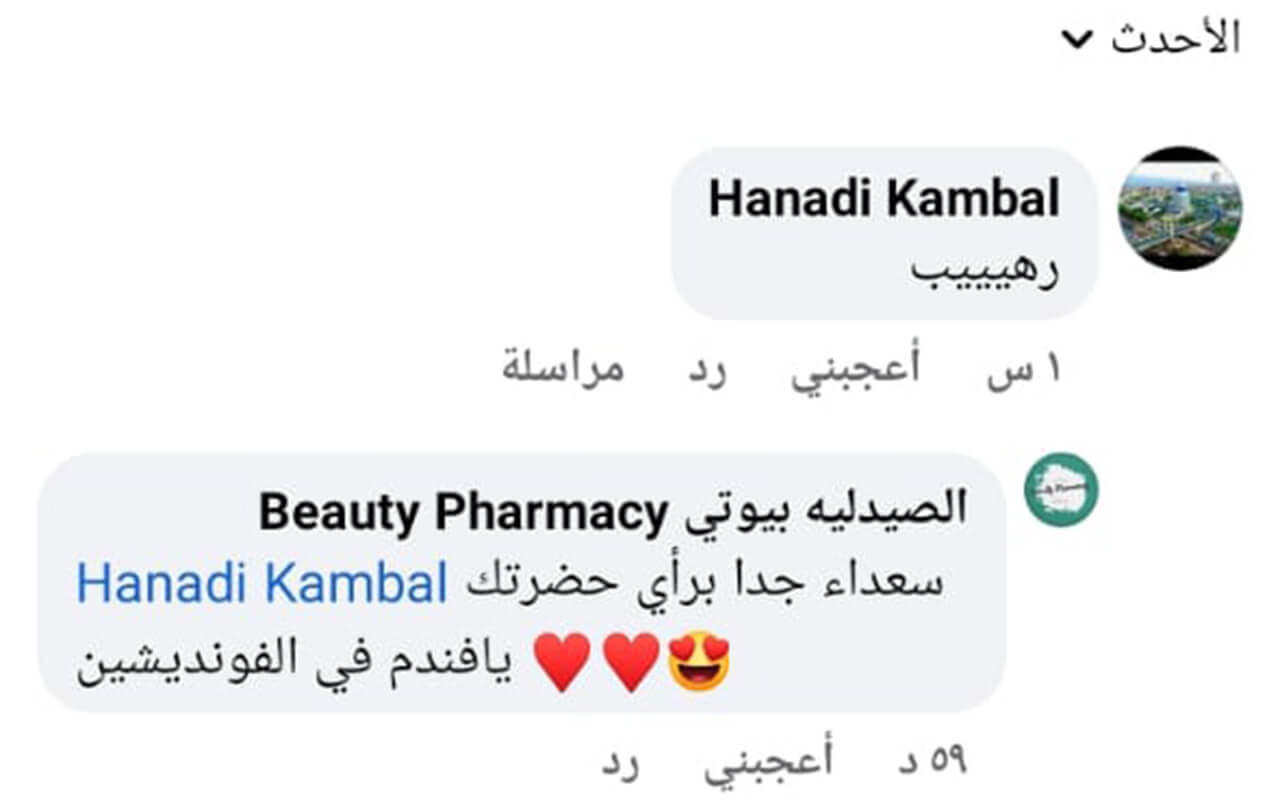 الأحدث
Hanadi Kambal
رهيييب
١ س أعجبني رد مراسلة
الصيدليه بيوتي Beauty Pharmacy
Hanadi Kambal سعداء جدا برأي حضرتك
يافندم في الفونديشين ❤️❤️😍
٥٩ د أعجبني رد